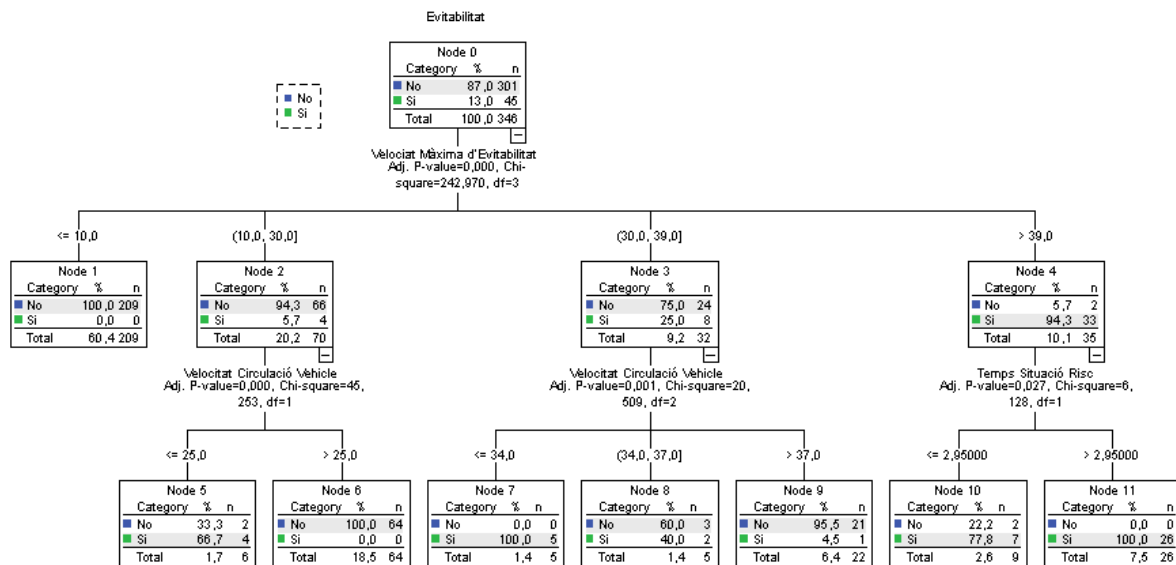 Evitabilitat
No
Si
Node 0
Category % n
No 87,0 301
Si 13,0 45
Total 100,0 346
Velociat Màxima d'Evitabilitat
Adj. P-value=0,000, Chi-
square=242,970, df=3
<= 10,0
(10,0, 30,0]
(30,0, 39,0]
> 39,0
Node 1
Category % n
No 100,0 209
Si 0,0 0
Total 60,4 209
Node 2
Category % n
No 94,3 66
Si 5,7 4
Total 20,2 70
Node 3
Category % n
No 75,0 24
Si 25,0 8
Total 9,2 32
Node 4
Category % n
No 5,7 2
Si 94,3 33
Total 10,1 35
Velocitat Circulació Vehicle
Adj. P-value=0,000, Chi-square=45,
253, df=1
Velocitat Circulació Vehicle
Adj. P-value=0,001, Chi-square=20,
509, df=2
Temps Situació Risc
Adj. P-value=0,027, Chi-square=6,
128, df=1
<= 25,0
> 25,0
<= 34,0
(34,0, 37,0]
> 37,0
<= 2,95000
> 2,95000
Node 5
Category % n
No 33,3 2
Si 66,7 4
Total 1,7 6
Node 6
Category % n
No 100,0 64
Si 0,0 0
Total 18,5 64
Node 7
Category % n
No 0,0 0
Si 100,0 5
Total 1,4 5
Node 8
Category % n
No 60,0 3
Si 40,0 2
Total 1,4 5
Node 9
Category % n
No 95,5 21
Si 4,5 1
Total 6,4 22
Node 10
Category % n
No 22,2 2
Si 77,8 7
Total 2,6 9
Node 11
Category % n
No 0,0 0
Si 100,0 26
Total 7,5 26